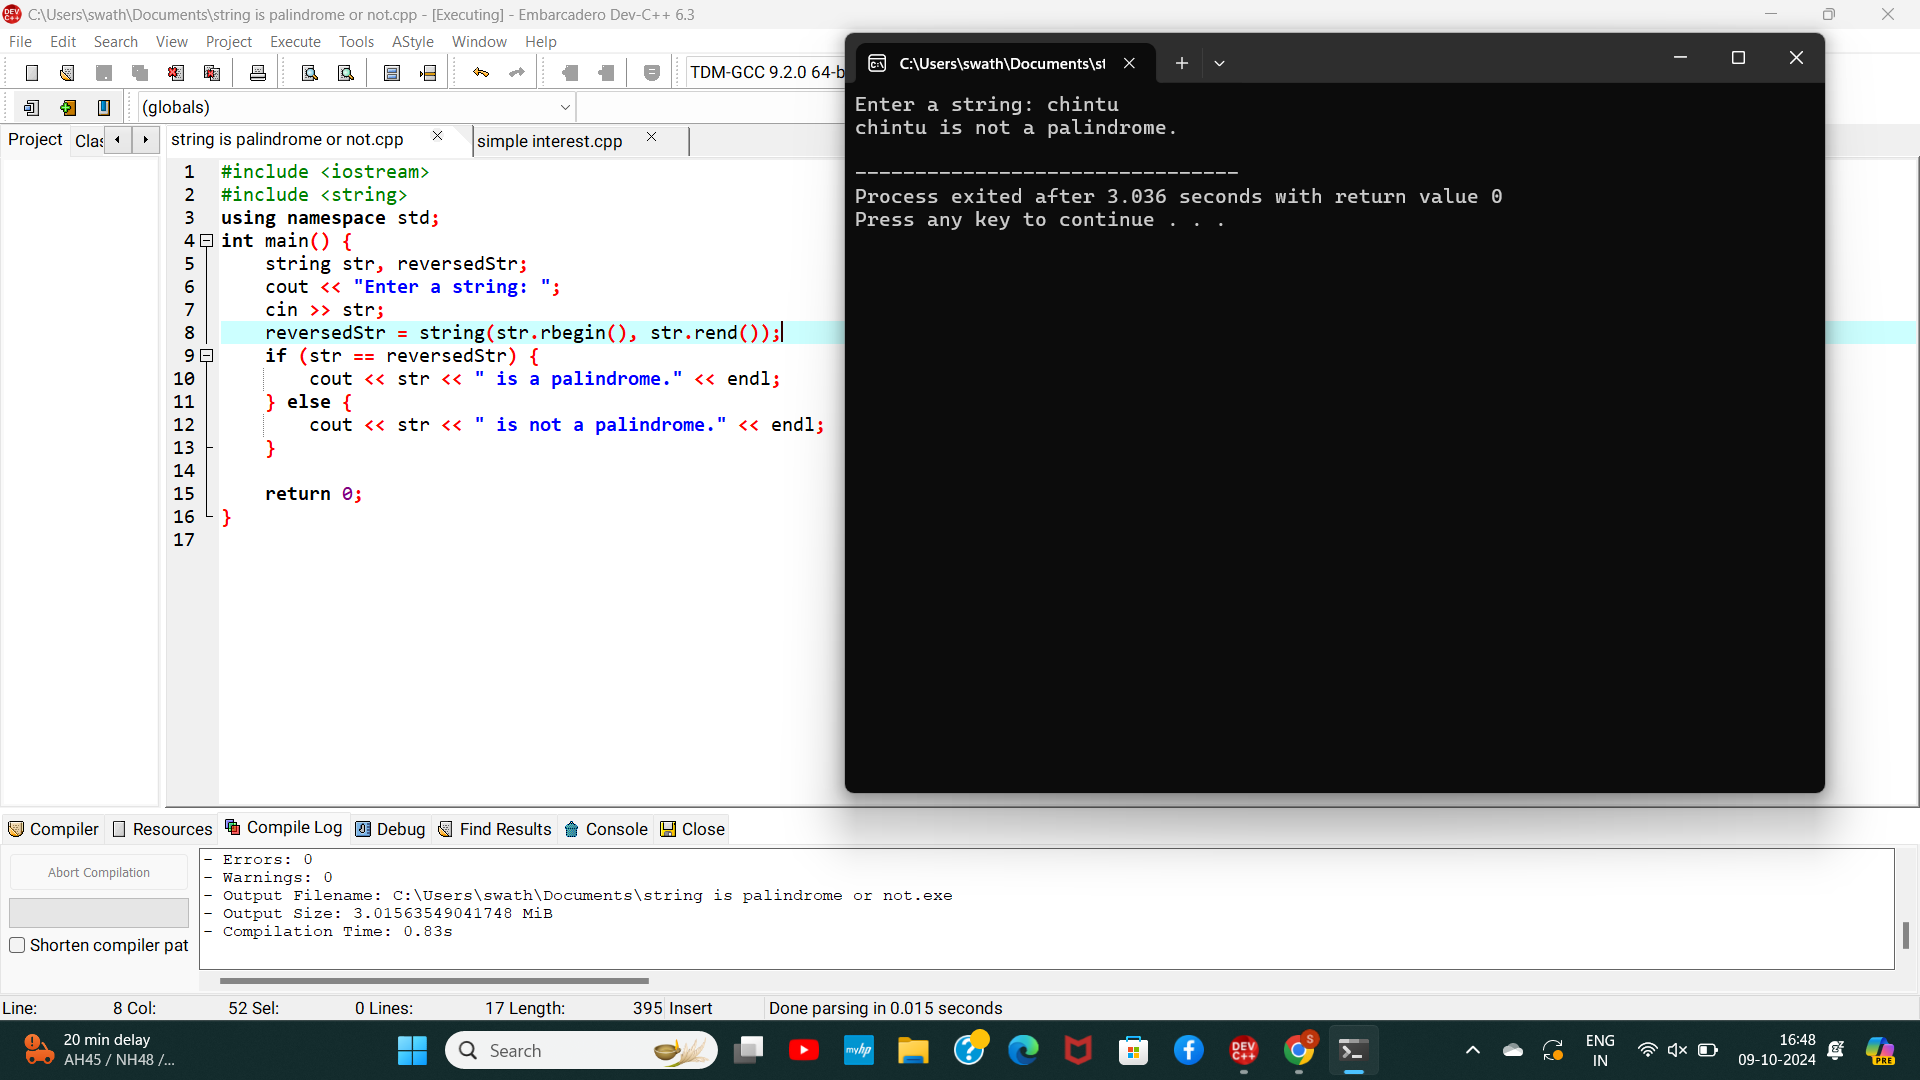 C:\Users\swath\Documents\string is palindrome or not.cpp - [Executing] - Embarcadero Dev-C++ 6.3
File Edit Search View Project Execute Tools AStyle Window Help
TDM-GCC 9.2.0 64-b
(globals)
Project Clas
string is palindrome or not.cpp
simple interest.cpp
1 #include <iostream>
2 #include <string>
3 using namespace std;
4 int main() {
5 string str, reversedStr;
6 cout << "Enter a string: ";
7 cin >> str;
8 reversedStr = string(str.rbegin(), str.rend());
9 if (str == reversedStr) {
10 cout << str << " is a palindrome." << endl;
11 } else {
12 cout << str << " is not a palindrome." << endl;
13 }
14
15 return 0;
16 }
17
C:\Users\swath\Documents\st
Enter a string: chintu
chintu is not a palindrome.
--------------------------------
Process exited after 3.036 seconds with return value 0
Press any key to continue . . .
Compiler Resources Compile Log Debug Find Results Console Close
Abort Compilation
Shorten compiler pat
- Errors: 0
- Warnings: 0
- Output Filename: C:\Users\swath\Documents\string is palindrome or not.exe
- Output Size: 3.01563549041748 MiB
- Compilation Time: 0.83s
Line: 8 Col: 52 Sel: 0 Lines: 17 Length: 395 Insert Done parsing in 0.015 seconds
20 min delay
AH45 / NH48 /...
Search
myhp
DEV C++
S
ENG
IN
16:48
09-10-2024
PRE